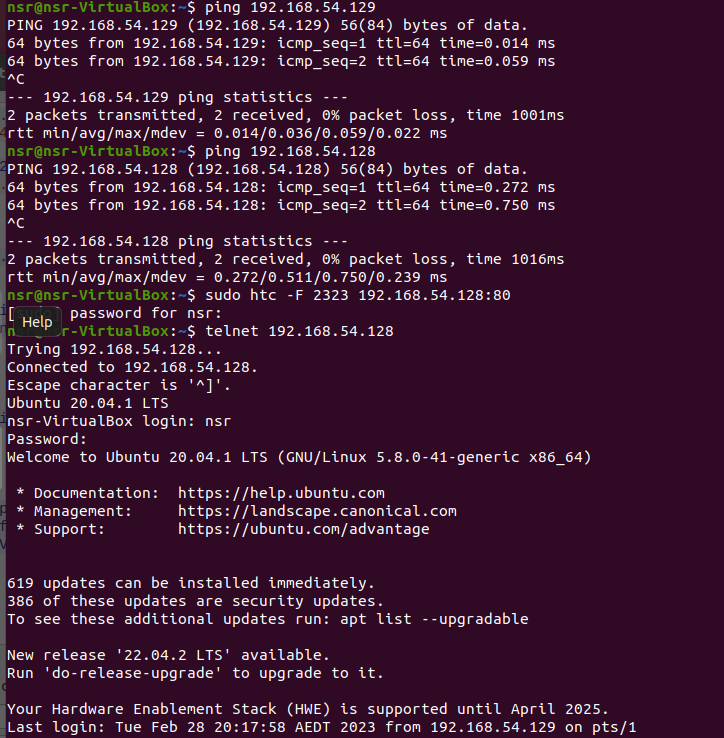 nsr@nsr-VirtualBox:~$ ping 192.168.54.129
PING 192.168.54.129 (192.168.54.129) 56(84) bytes of data.
64 bytes from 192.168.54.129: icmp_seq=1 ttl=64 time=0.014 ms
64 bytes from 192.168.54.129: icmp_seq=2 ttl=64 time=0.059 ms
^C
--- 192.168.54.129 ping statistics ---
2 packets transmitted, 2 received, 0% packet loss, time 1001ms
rtt min/avg/max/mdev = 0.014/0.036/0.059/0.022 ms
nsr@nsr-VirtualBox:~$ ping 192.168.54.128
PING 192.168.54.128 (192.168.54.128) 56(84) bytes of data.
64 bytes from 192.168.54.128: icmp_seq=1 ttl=64 time=0.272 ms
64 bytes from 192.168.54.128: icmp_seq=2 ttl=64 time=0.750 ms
^C
--- 192.168.54.128 ping statistics ---
2 packets transmitted, 2 received, 0% packet loss, time 1016ms
rtt min/avg/max/mdev = 0.272/0.511/0.750/0.239 ms
nsr@nsr-VirtualBox:~$ sudo htc -F 2323 192.168.54.128:80
[sudo] password for nsr:
Help
nsr@nsr-VirtualBox:~$ telnet 192.168.54.128
Trying 192.168.54.128...
Connected to 192.168.54.128.
Escape character is '^]'.
Ubuntu 20.04.1 LTS
nsr-VirtualBox login: nsr
Password:
Welcome to Ubuntu 20.04.1 LTS (GNU/Linux 5.8.0-41-generic x86_64)
* Documentation: https://help.ubuntu.com
* Management: https://landscape.canonical.com
* Support: https://ubuntu.com/advantage
619 updates can be installed immediately.
386 of these updates are security updates.
To see these additional updates run: apt list --upgradable
New release '22.04.2 LTS' available.
Run 'do-release-upgrade' to upgrade to it.
Your Hardware Enablement Stack (HWE) is supported until April 2025.
Last login: Tue Feb 28 20:17:58 AEDT 2023 from 192.168.54.129 on pts/1